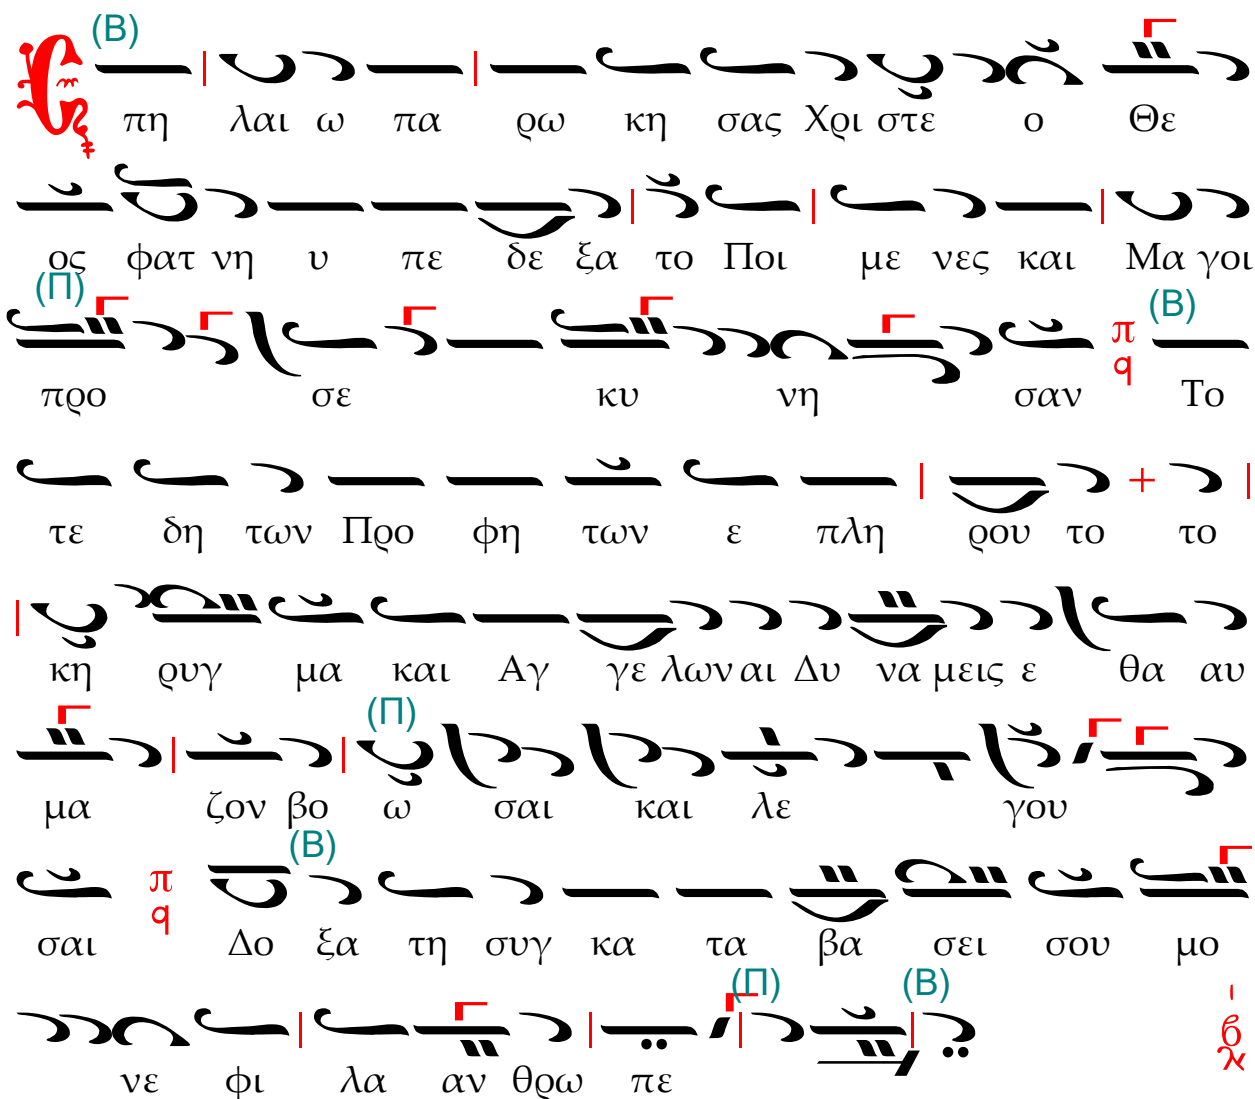 (Β)
Ε πη λαι ω πα ρω κη σας Χρι στε ο Θε
ος φατ νη υ πε δε ξα το Ποι με νες και Μα γοι
(Π) π (Β)
προ σε κυ νη σαν q Το
τε δη των Προ φη των ε πλη ρου το + το
κη ρυγ μα και Αγ γε λων αι Δυ να μεις ε θα αυ
(Π)
μα ζον βο ω σαι και λε γου
π (Β)
σαι q Δο ξα τη συγ κα τα βα σει σου μο
(Π) (Β)
νε φι λα αν θρω πε